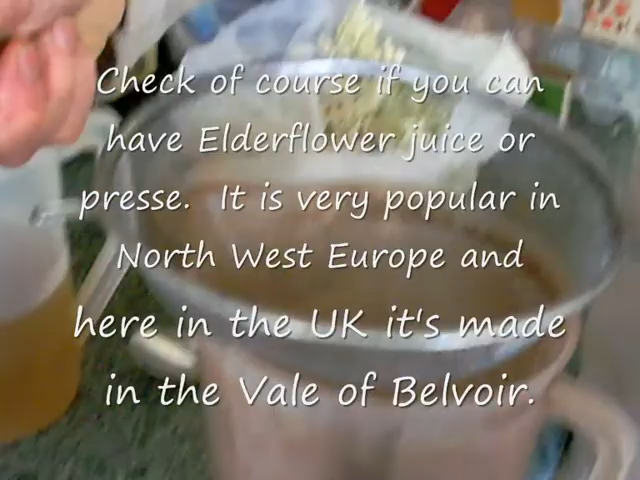 Check of course if you can
have Elderflower juice or
presse. It is very popular in
North West Europe and
here in the UK it's made
in the Vale of Belvoir.